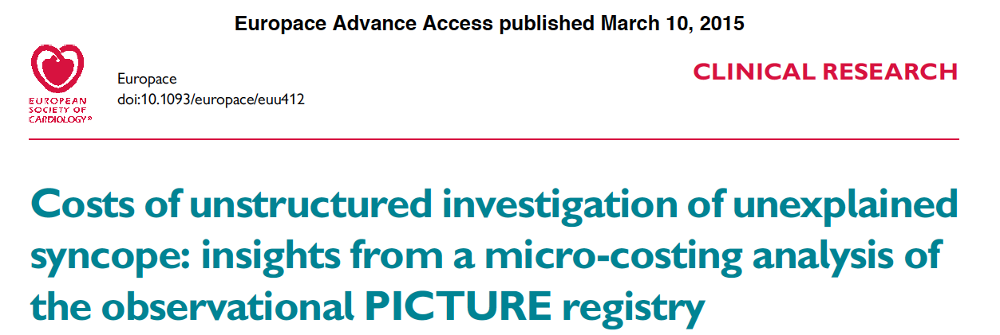 Europace Advance Access published March 10, 2015
EUROPEAN
SOCIETY OF
CARDIOLOGY®
Europace
doi:10.1093/europace/euu412
CLINICAL RESEARCH
Costs of unstructured investigation of unexplained
syncope: insights from a micro-costing analysis of
the observational PICTURE registry